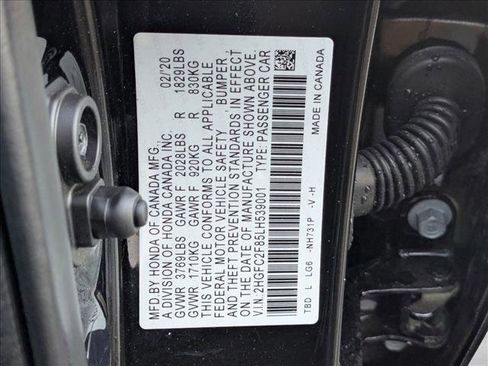 MFD. BY HONDA OF CANADA MFG.,
A DIVISION OF HONDA CANADA INC. 02/20
GVWR 3769LBS GAWR F 2028LBS R 1829LBS
GVWR 1710KG GAWR F 920KG R 830KG
THIS VEHICLE CONFORMS TO ALL APPLICABLE
FEDERAL MOTOR VEHICLE SAFETY, BUMPER,
AND THEFT PREVENTION STANDARDS IN EFFECT
ON THE DATE OF MANUFACTURE SHOWN ABOVE.
V.I.N. 2HGFC2F85LH539001 TYPE: PASSENGER CAR
TBD L LG6 -NH731P -V -H
MADE IN CANADA